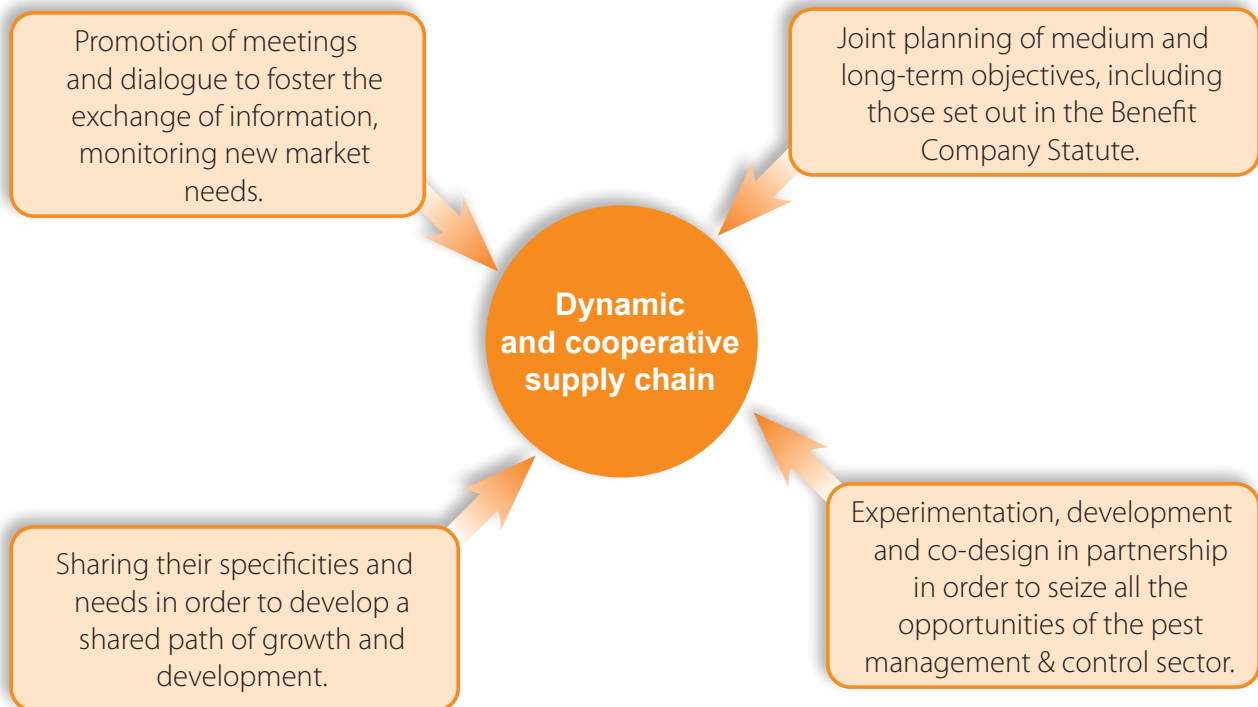 Promotion of meetings
and dialogue to foster the
exchange of information,
monitoring new market
needs.
Joint planning of medium and
long-term objectives, including
those set out in the Benefit
Company Statute.
Dynamic
and cooperative
supply chain
Sharing their specificities and
needs in order to develop a
shared path of growth and
development.
Experimentation, development
and co-design in partnership
in order to seize all the
opportunities of the pest
management & control sector.